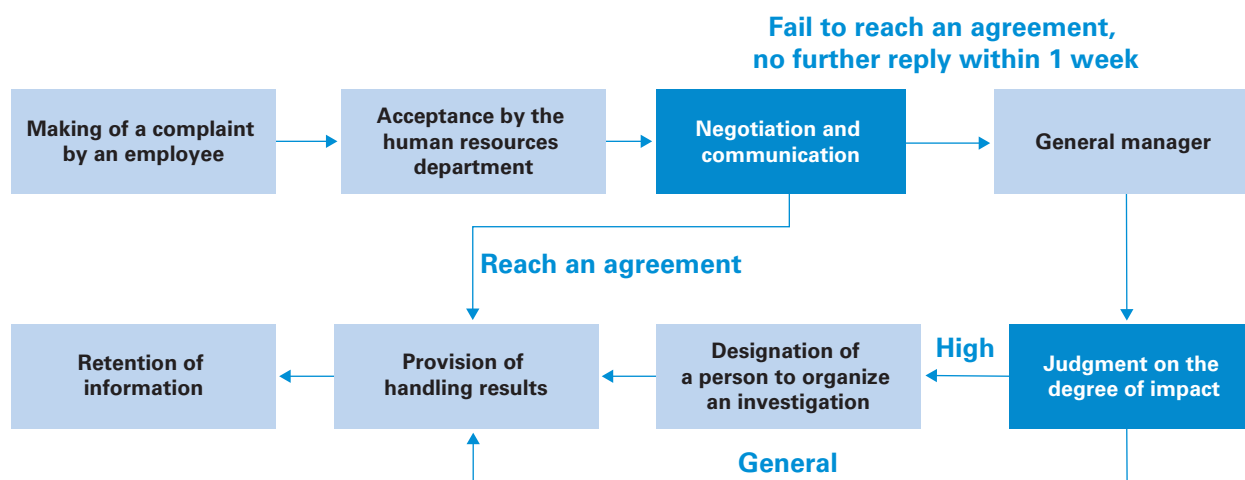 Fail to reach an agreement,
no further reply within 1 week
Making of a complaint
by an employee
Acceptance by the
human resources
department
Negotiation and
communication
General manager
Reach an agreement
Retention of
information
Provision of
handling results
Designation of
a person to organize
an investigation
High
Judgment on the
degree of impact
General